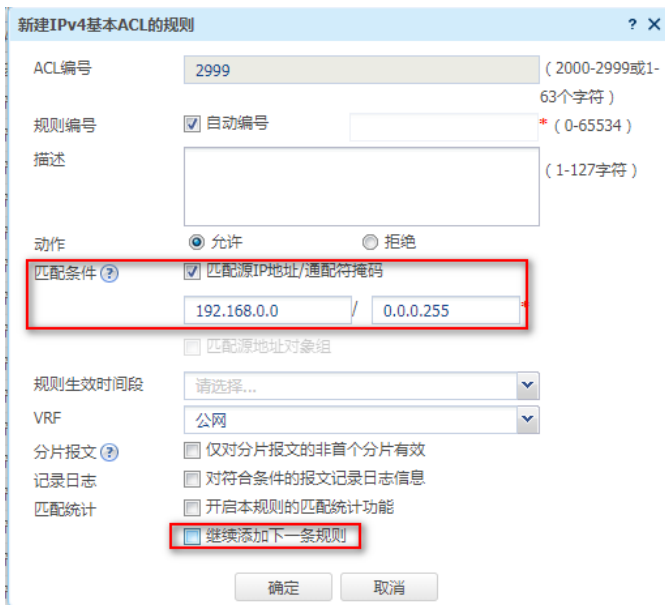 新建IPv4基本ACL的规则 ? X
ACL编号 2999 ( 2000-2999或1-
63个字符 )
规则编号 自动编号 * ( 0-65534 )
描述 ( 1-127字符 )
动作 允许 拒绝
匹配条件 ? 匹配源IP地址/通配符掩码
192.168.0.0 / 0.0.0.255 *
匹配源地址对象组
规则生效时间段 请选择...
VRF 公网
分片报文 ? 仅对分片报文的非首个分片有效
记录日志 对符合条件的报文记录日志信息
匹配统计 开启本规则的匹配统计功能
继续添加下一条规则
确定 取消